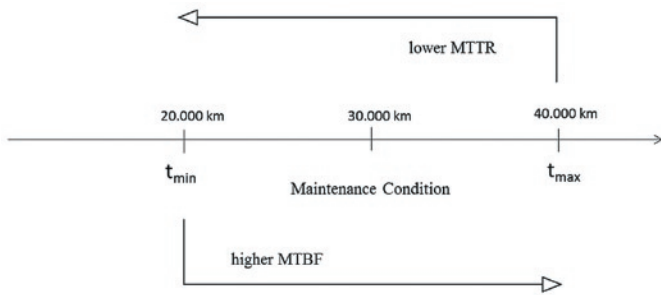 lower MTTR
20.000 km 30.000 km 40.000 km
tmin tmax
Maintenance Condition
higher MTBF